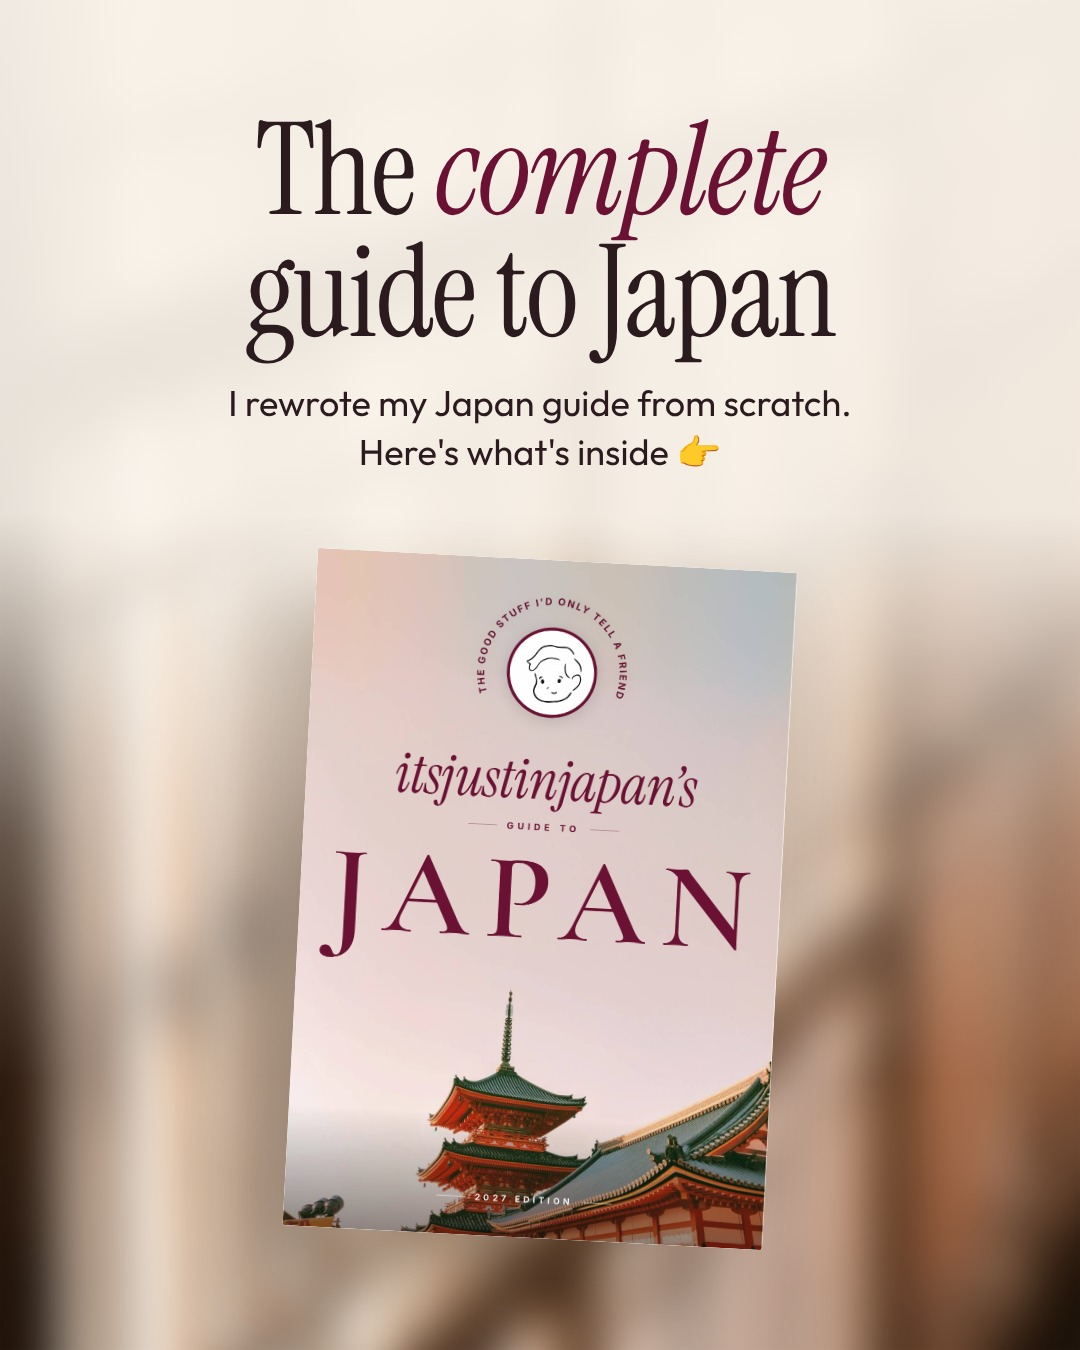 The complete
guide to Japan
I rewrote my Japan guide from scratch.
Here's what's inside 👉
THE GOOD STUFF I'D ONLY TELL A FRIEND
itsjustinjapan's
GUIDE TO
JAPAN
2027 EDITION